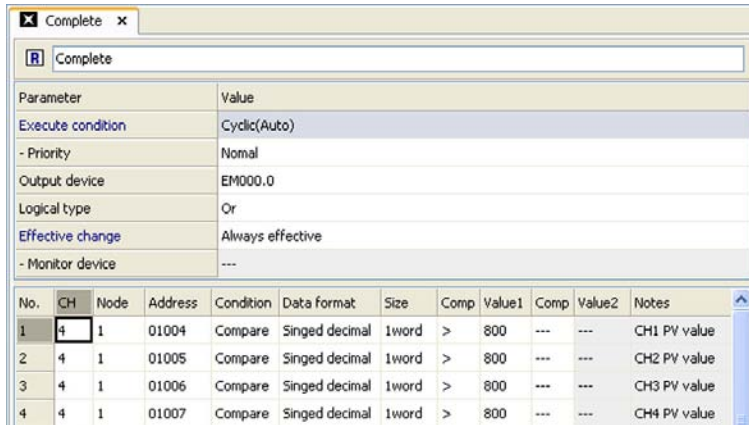 Complete x
R Complete
Parameter Value
Execute condition Cyclic(Auto)
- Priority Nomal
Output device EM000.0
Logical type Or
Effective change Always effective
- Monitor device ---
No. CH Node Address Condition Data format Size Comp Value1 Comp Value2 Notes
1 4 1 01004 Compare Singed decimal 1word > 800 --- --- CH1 PV value
2 4 1 01005 Compare Singed decimal 1word > 800 --- --- CH2 PV value
3 4 1 01006 Compare Singed decimal 1word > 800 --- --- CH3 PV value
4 4 1 01007 Compare Singed decimal 1word > 800 --- --- CH4 PV value